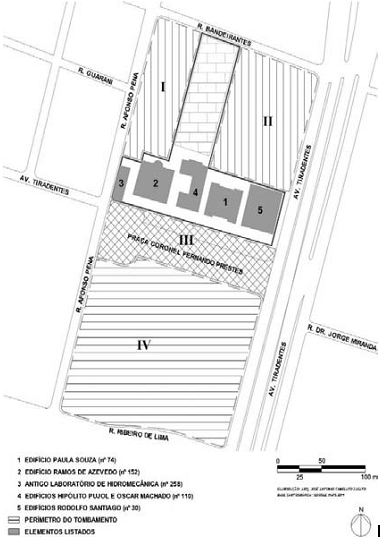 R. BANDEIRANTES
R. GUARANI
R. AFONSO PENA
I
II
AV. TIRADENTES
AV. TIRADENTES
3
2
4
1
5
III
PRAÇA CORONEL FERNANDO PRESTES
R. AFONSO PENA
IV
R. DR. JORGE MIRANDA
AV. TIRADENTES
R. RIBEIRO DE LIMA
1 EDIFÍCIO PAULA SOUZA (nº 74)
2 EDIFÍCIO RAMOS DE AZEVEDO (nº 152)
3 ANTIGO LABORATÓRIO DE HIDROMECÂNICA (nº 258)
4 EDIFÍCIOS HIPÓLITO PUJOL E OSCAR MACHADO (nº 110)
5 EDIFÍCIOS RODOLFO SANTIAGO (nº 30)
PERÍMETRO DO TOMBAMENTO
ELEMENTOS LISTADOS
0 50
25 100 m
N